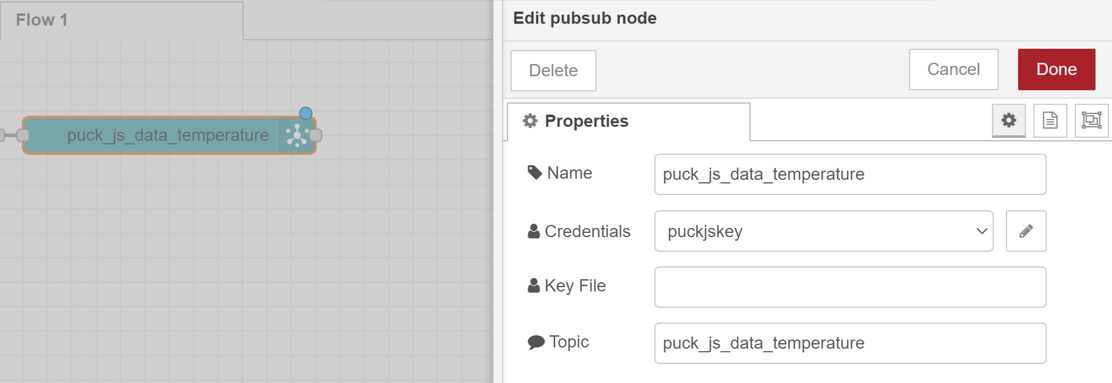 Flow 1
puck_js_data_temperature
Edit pubsub node
Delete
Cancel
Done
Properties
Name
puck_js_data_temperature
Credentials
puckjskey
Key File
Topic
puck_js_data_temperature